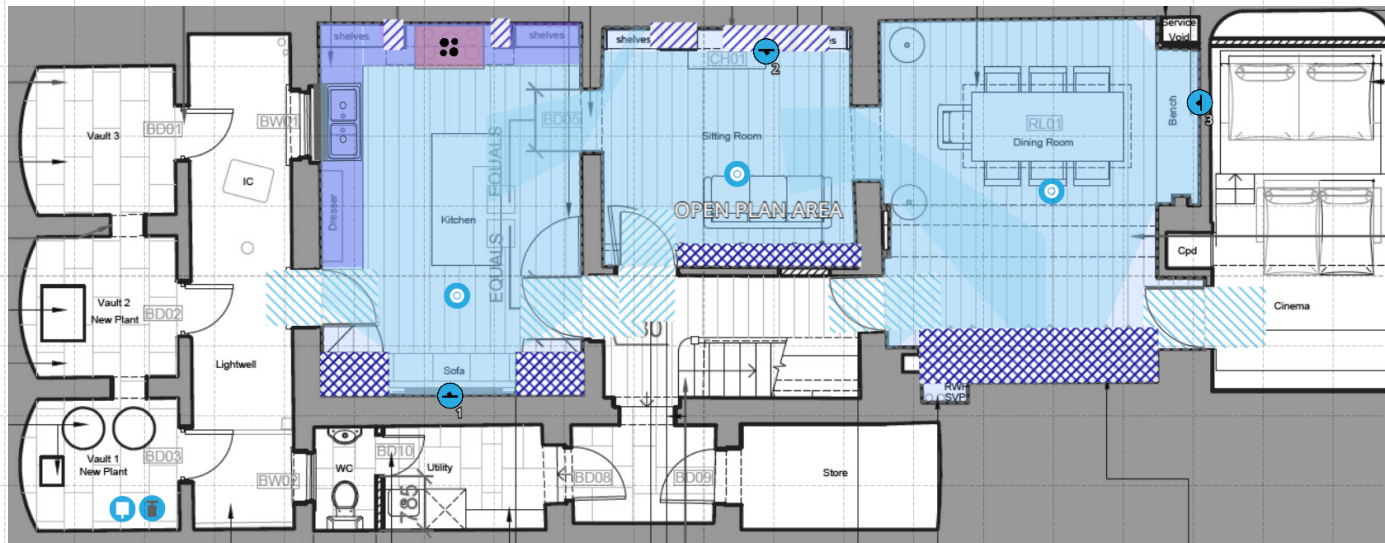 Service
Void
shelves
shelves
shelves
CH01
2
Vault 3
BD01
BW01
BD05
Sitting Room
RL01
Dining Room
Bench
3
IC
EQUALS
EQUALS
Dresser
Kitchen
OPEN PLAN AREA
Cpd
Vault 2
New Plant
BD02
Cinema
Lightwell
Sofa
1
RWP
SVP
Vault 1
New Plant
BD03
BW02
WC
BD10
Utility
785
BD08
BD09
Store